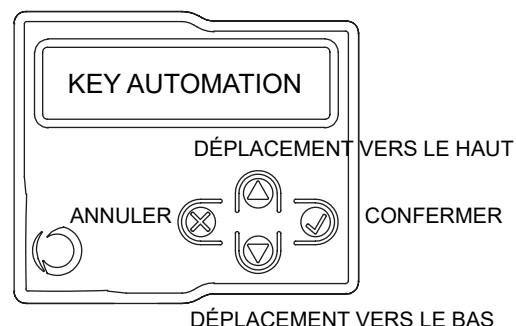 KEY AUTOMATION
DÉPLACEMENT VERS LE HAUT
ANNULER
CONFERMER
DÉPLACEMENT VERS LE BAS